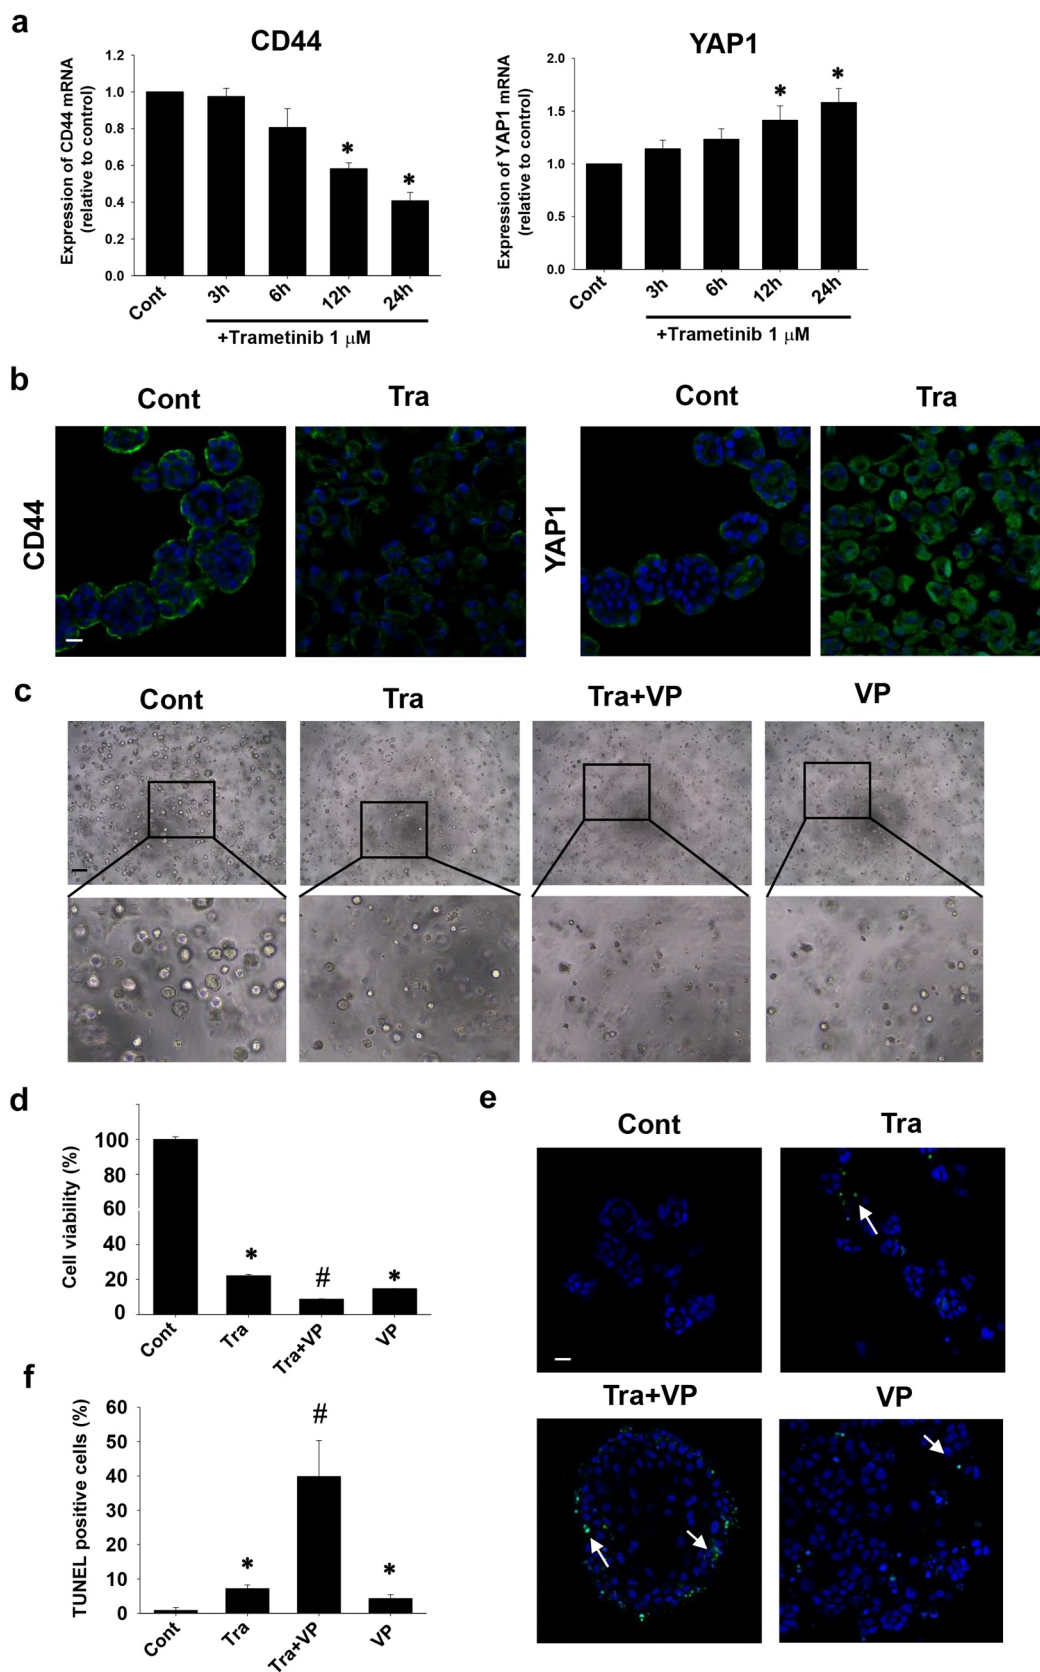 a
CD44
Expression of CD44 mRNA
(relative to control)
1.2
1.0
0.8
0.6
0.4
0.2
0.0
*
*
Cont
3h
6h
12h
24h
+Trametinib 1 μM
YAP1
Expression of YAP1 mRNA
(relative to control)
2.0
1.5
1.0
0.5
0.0
*
*
Cont
3h
6h
12h
24h
+Trametinib 1 μM
b
Cont
Tra
Cont
Tra
CD44
YAP1
c
Cont
Tra
Tra+VP
VP
d
Cell viability (%)
100
80
60
40
20
0
*
#
*
Cont
Tra
Tra+VP
VP
e
Cont
Tra
Tra+VP
VP
f
TUNEL positive cells (%)
60
50
40
30
20
10
0
*
#
*
Cont
Tra
Tra+VP
VP